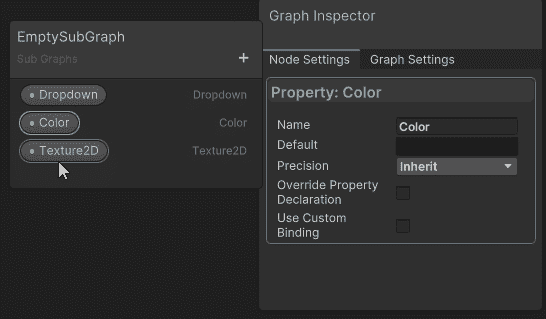 EmptySubGraph
Sub Graphs
+
Dropdown Dropdown
Color Color
Texture2D Texture2D
Graph Inspector
Node Settings Graph Settings
Property: Color
Name Color
Default
Precision Inherit
Override Property
Declaration
Use Custom
Binding